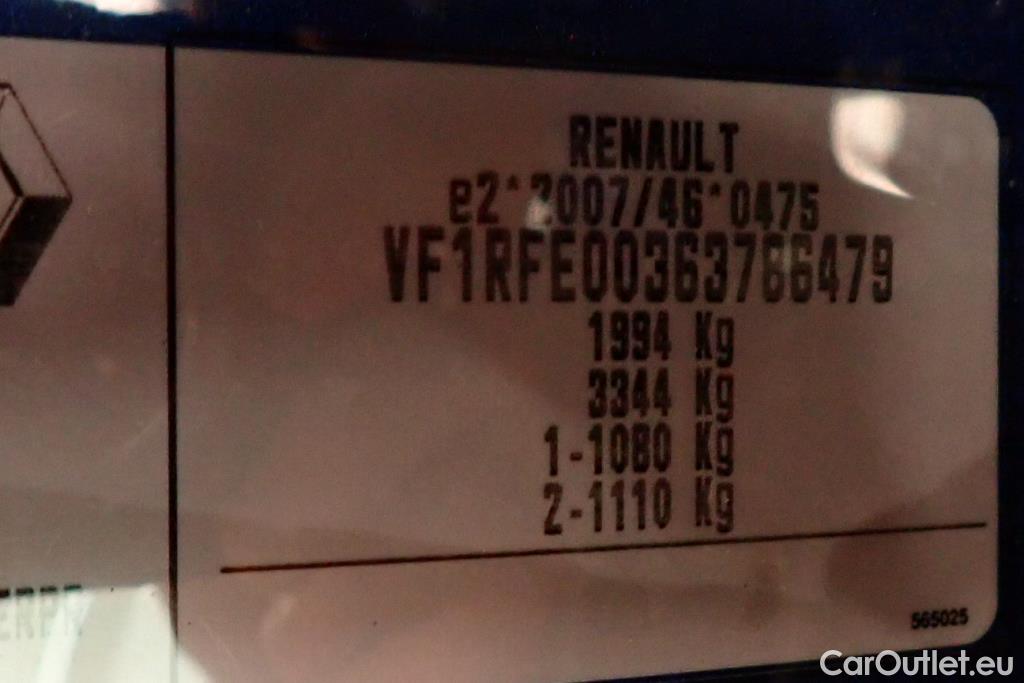 RENAULT
e2*2007/46*0475
VF1RFE00363786479
1994 Kg
3344 Kg
1-1080 Kg
2-1110 Kg
565025
CarOutlet.eu